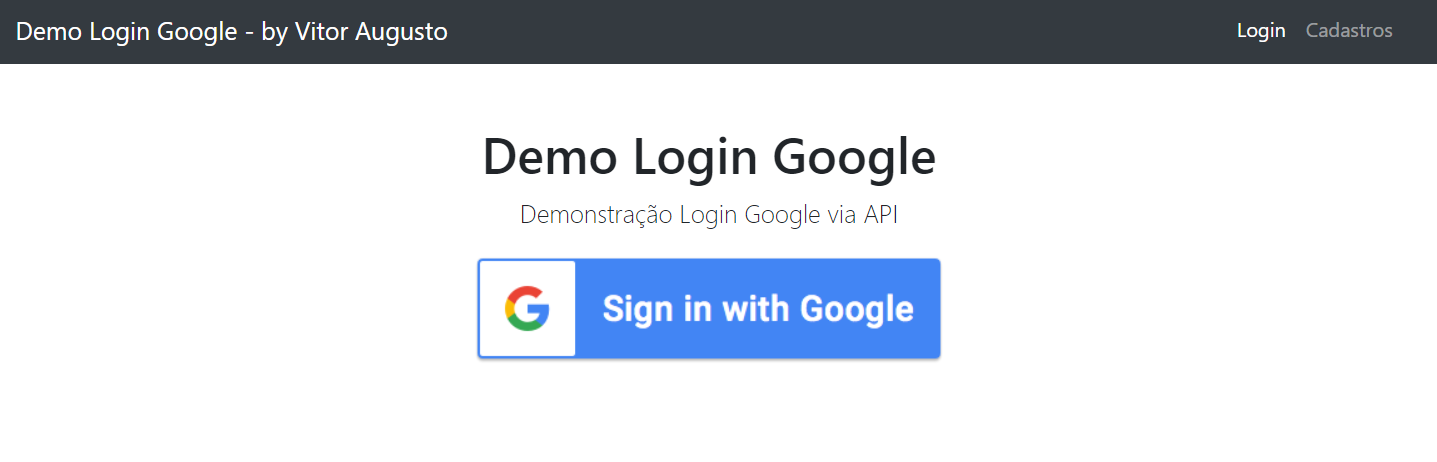 Demo Login Google - by Vitor Augusto
Login Cadastros
Demo Login Google
Demonstração Login Google via API
Sign in with Google